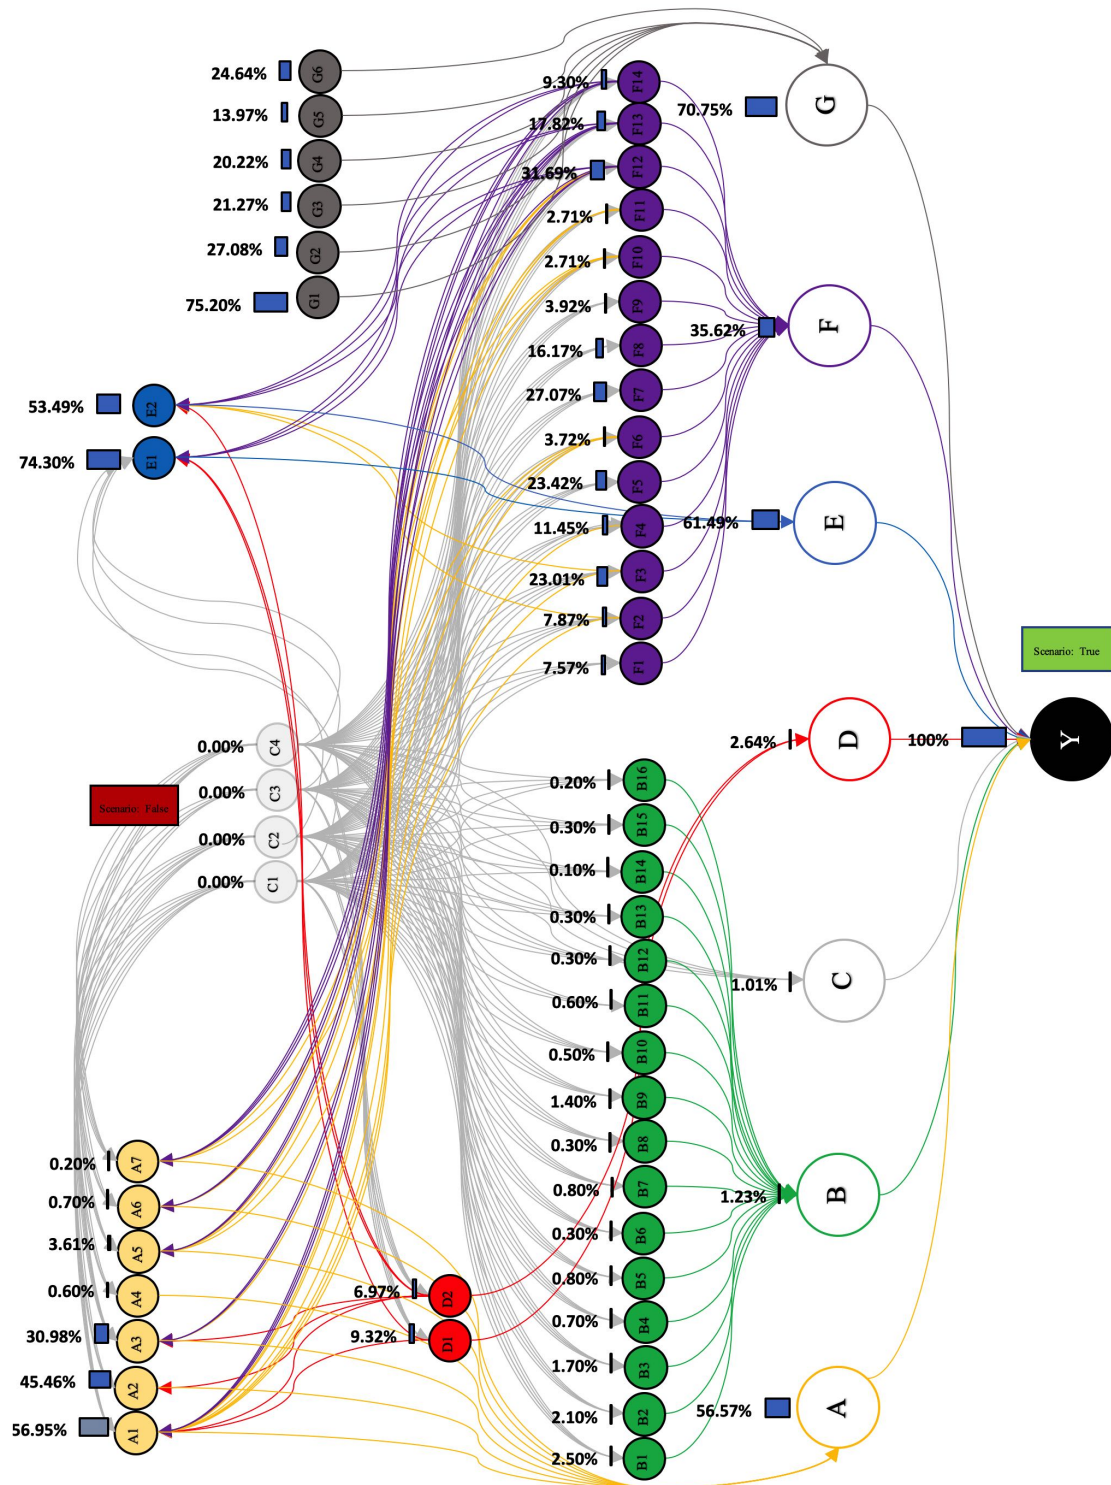 24.64% G6
13.97% G5
20.22% G4
21.27% G3
27.08% G2
75.20% G1
9.30% F14
17.82% F13
31.69% F12
2.71% F11
2.71% F10
3.92% F9
16.17% F8
27.07% F7
3.72% F6
23.42% F5
11.45% F4
23.01% F3
7.87% F2
7.57% F1
70.75% G
35.62% F
61.49% E
53.49% E2
74.30% E1
Scenario: True
2.64% D
100% Y
0.00% C4
0.00% C3
0.00% C2
0.00% C1
Scenario: False
0.20% B16
0.30% B15
0.10% B14
0.30% B13
0.30% B12
0.60% B11
0.50% B10
1.40% B9
0.30% B8
0.80% B7
0.30% B6
0.80% B5
0.70% B4
1.70% B3
2.10% B2
2.50% B1
1.01% C
1.23% B
56.57% A
0.20% A7
0.70% A6
3.61% A5
0.60% A4
30.98% A3
45.46% A2
56.95% A1
6.97% D2
9.32% D1